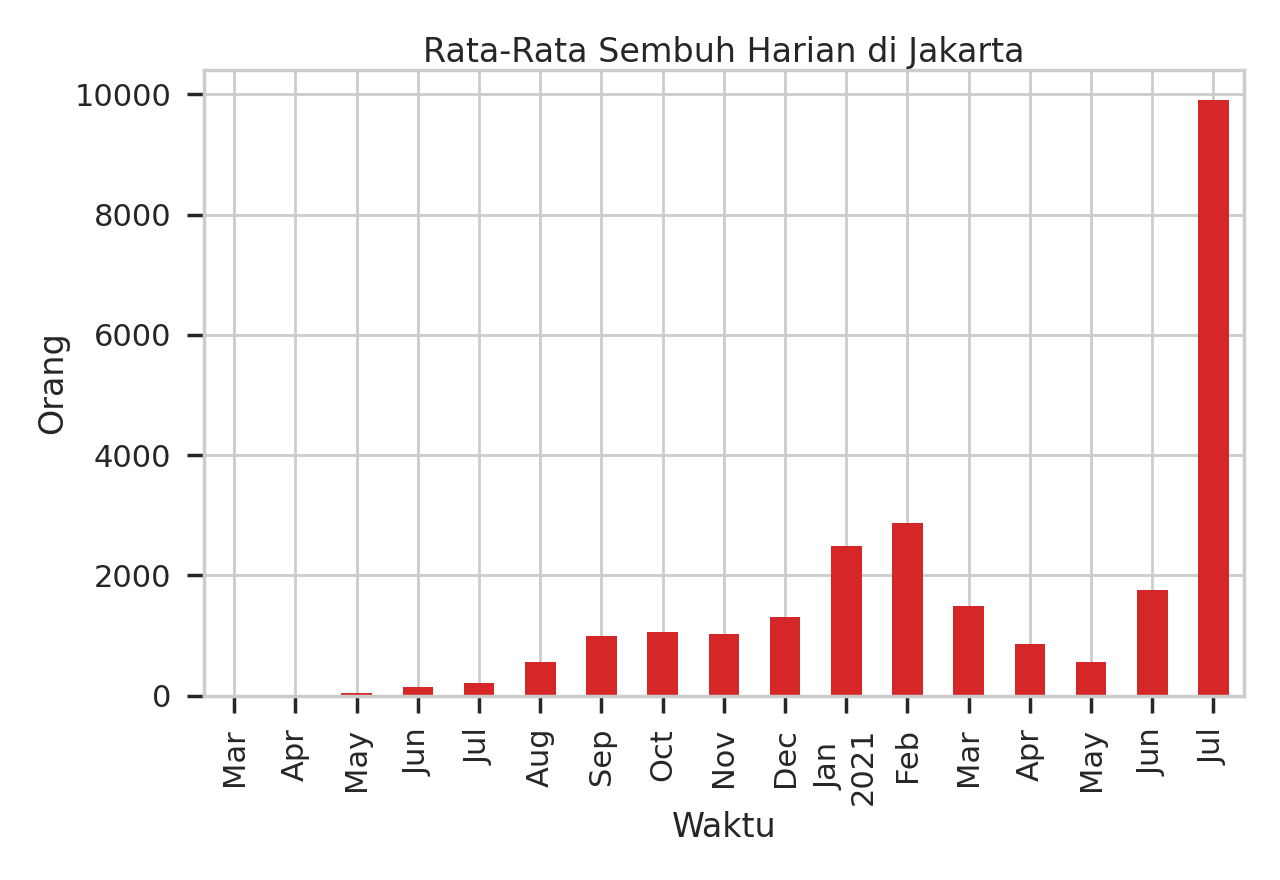 Rata-Rata Sembuh Harian di Jakarta
10000
8000
6000
4000
2000
0
Orang
Mar
Apr
May
Jun
Jul
Aug
Sep
Oct
Nov
Dec
Jan
2021
Feb
Mar
Apr
May
Jun
Jul
Waktu